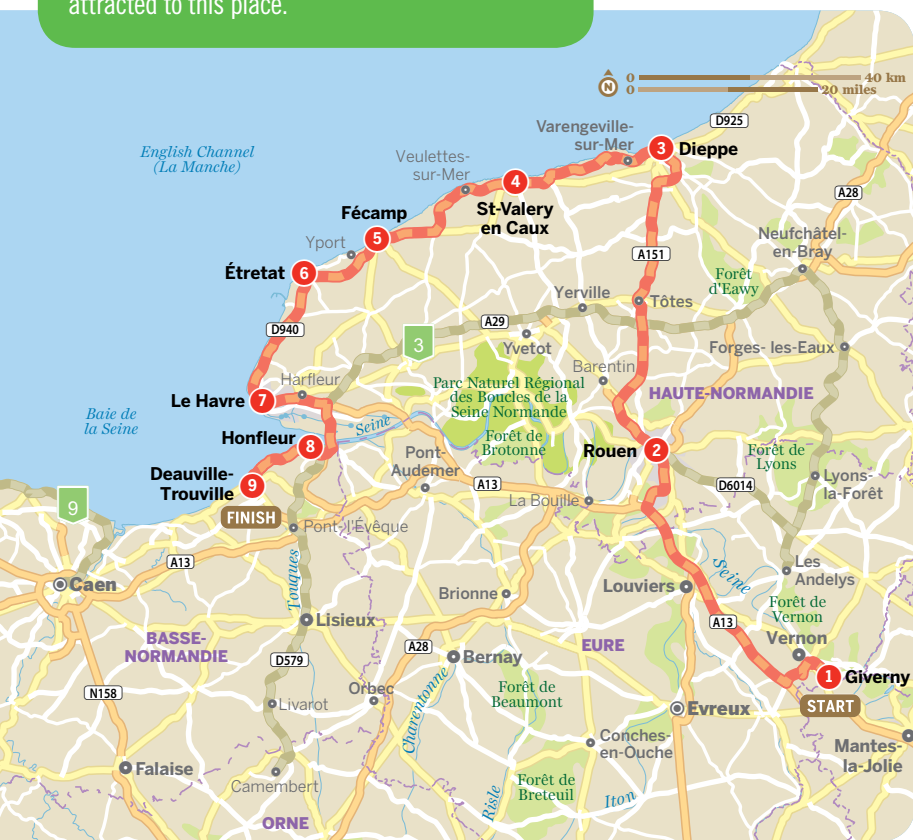 attracted to this place.
0 40 km
N
0 20 miles
D925
English Channel
(La Manche)
Varengeville-
sur-Mer
3 Dieppe
Veulettes-
sur-Mer
4
St-Valery
en Caux
A28
Fécamp
5
Yport
Neufchâtel-
en-Bray
A151
Étretat 6
Forêt
d'Eawy
Yerville
Tôtes
D940
A29
3
Yvetot
Forges- les-Eaux
Barentin
Harfleur
Parc Naturel Régional
des Boucles de la
Seine Normande
HAUTE-NORMANDIE
Le Havre 7
Baie de
la Seine
Seine
Honfleur 8
Forêt de
Brotonne
Rouen 2
Forêt de
Lyons
Pont-
Audemer
Deauville-
Trouville
9
A13
D6014
Lyons-
la-Forêt
9
FINISH
La Bouille
Pont-l'Évêque
A13
Caen
Touques
Seine
Les
Andelys
Louviers
Brionne
Forêt de
Vernon
Lisieux
A13
Vernon
BASSE-
NORMANDIE
A28
EURE
D579
Bernay
1 Giverny
START
N158
Orbec
Forêt de
Beaumont
Livarot
Charentonne
Evreux
Conches-
en-Ouche
Mantes-
la-Jolie
Falaise
Camembert
Forêt de
Breteuil
Risle
Iton
ORNE